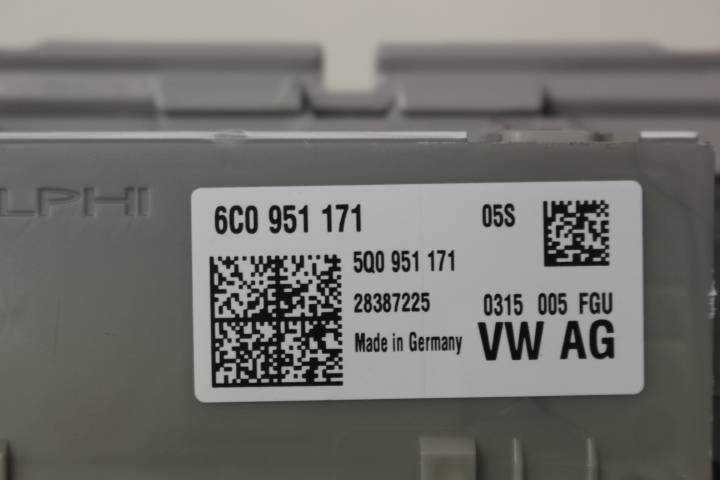 LPHI
6C0 951 171 05S
5Q0 951 171
28387225 0315 005 FGU
Made in Germany VW AG